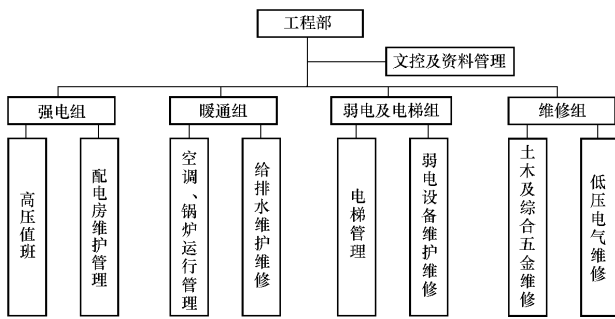 工程部
文控及资料管理
强电组
暖通组
弱电及电梯组
维修组
高压值班
配电房维护管理
空调、锅炉运行管理
给排水维护维修
电梯管理
弱电设备维护维修
土木及综合五金维修
低压电气维修